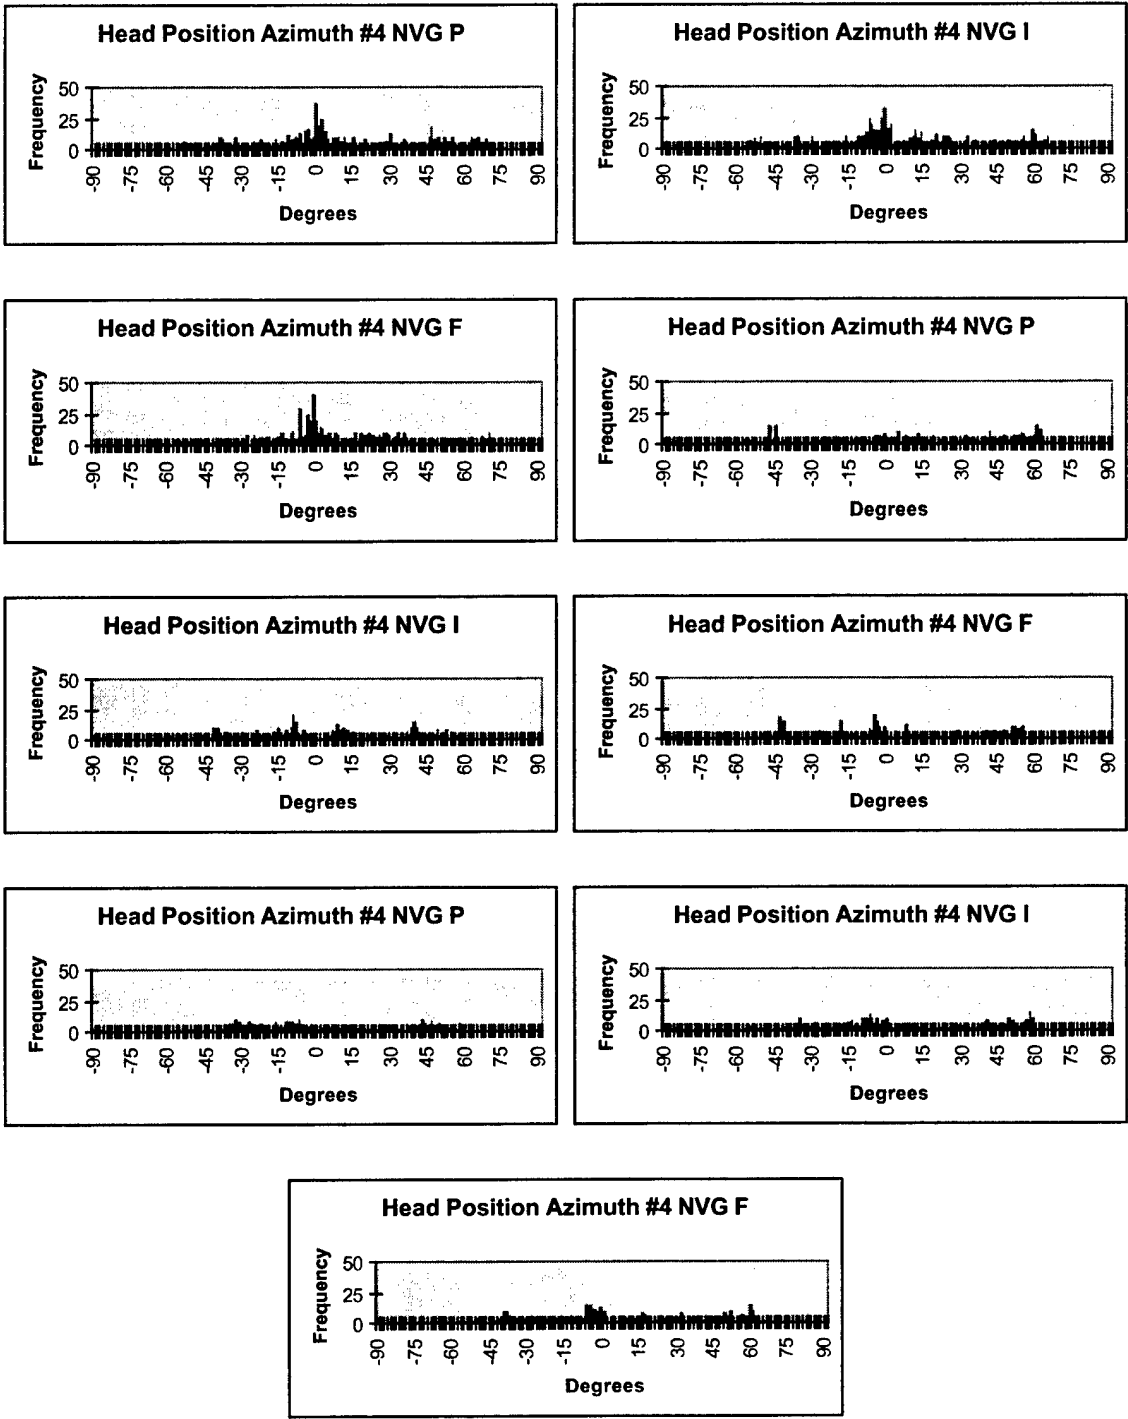 Head Position Azimuth #4 NVG P
Frequency
50
25
0
-90 -75 -60 -45 -30 -15 0 15 30 45 60 75 90
Degrees
Head Position Azimuth #4 NVG I
Frequency
50
25
0
-90 -75 -60 -45 -30 -15 0 15 30 45 60 75 90
Degrees
Head Position Azimuth #4 NVG F
Frequency
50
25
0
-90 -75 -60 -45 -30 -15 0 15 30 45 60 75 90
Degrees
Head Position Azimuth #4 NVG P
Frequency
50
25
0
-90 -75 -60 -45 -30 -15 0 15 30 45 60 75 90
Degrees
Head Position Azimuth #4 NVG I
Frequency
50
25
0
-90 -75 -60 -45 -30 -15 0 15 30 45 60 75 90
Degrees
Head Position Azimuth #4 NVG F
Frequency
50
25
0
-90 -75 -60 -45 -30 -15 0 15 30 45 60 75 90
Degrees
Head Position Azimuth #4 NVG P
Frequency
50
25
0
-90 -75 -60 -45 -30 -15 0 15 30 45 60 75 90
Degrees
Head Position Azimuth #4 NVG I
Frequency
50
25
0
-90 -75 -60 -45 -30 -15 0 15 30 45 60 75 90
Degrees
Head Position Azimuth #4 NVG F
Frequency
50
25
0
-90 -75 -60 -45 -30 -15 0 15 30 45 60 75 90
Degrees